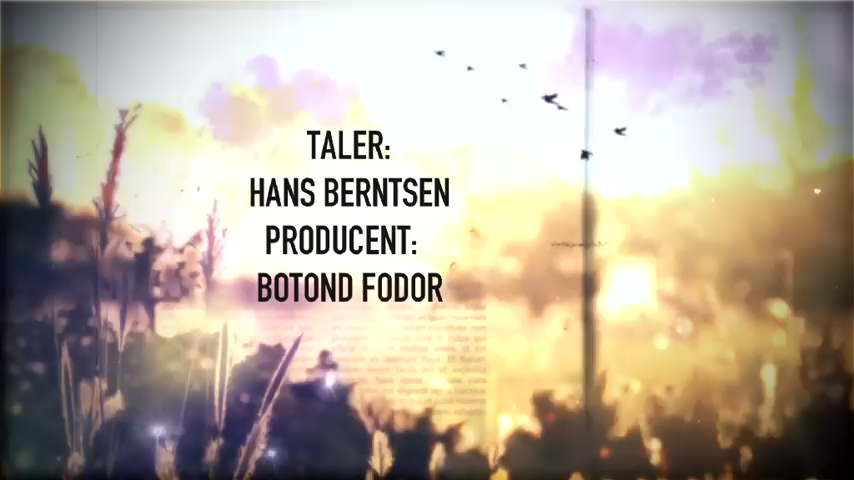 TALER:
HANS BERNTSEN
PRODUCENT:
BOTOND FODOR